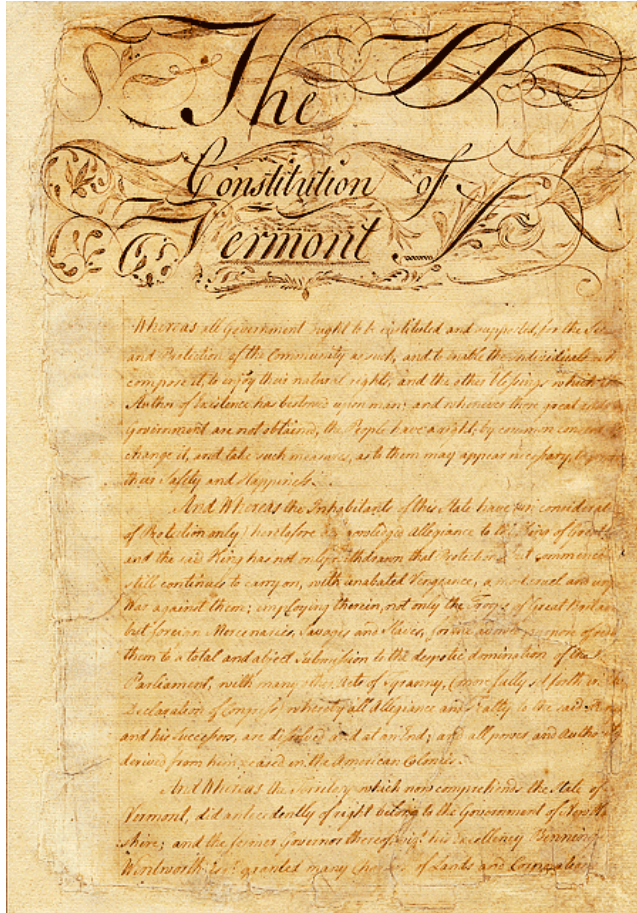 The
Constitution of
Vermont
Whereas all Government ought to be instituted and supported, for the
and Protection of the Community as such, and to enable the individuals
compose it, to enjoy their natural rights, and the other blessings which the
Author of Existence has bestowed upon man; and whenever those great ends of
Government are not obtained, the People have a right, by common consent to
change it, and take such measures, as to them may appear necessary to
their Safety and Happiness.
And Whereas the Inhabitants of this State have (in considerat
of Protection only) heretofore acknowledged Allegiance to the King of Great
and the said King has not only withdrawn that Protection but commenced
still continues to carry on, with unabated Vengeance, a most cruel and
War against them; employing therein, not only the Troops of Great Britain
but foreign Mercenaries, Savages and Slaves, for the avowed purpose of
them to a total and abject Submission to the despotic domination of the
Parliament, with many other Acts of Tyranny, (more fully set forth in the
Declaration of Congress) whereby all Allegiance and Fealty to the said King
and his Successors, are dissolved and at an End; and all power and Authority
derived from him ceased in the American Colonies.
And Whereas the Territory which now comprehends the State of
Vermont, did antecedently of right belong to the Government of New
shire; and the former Governor thereof, his Excellency Benning
Wentworth Esqr. granted many Charters of Lands and Corporations